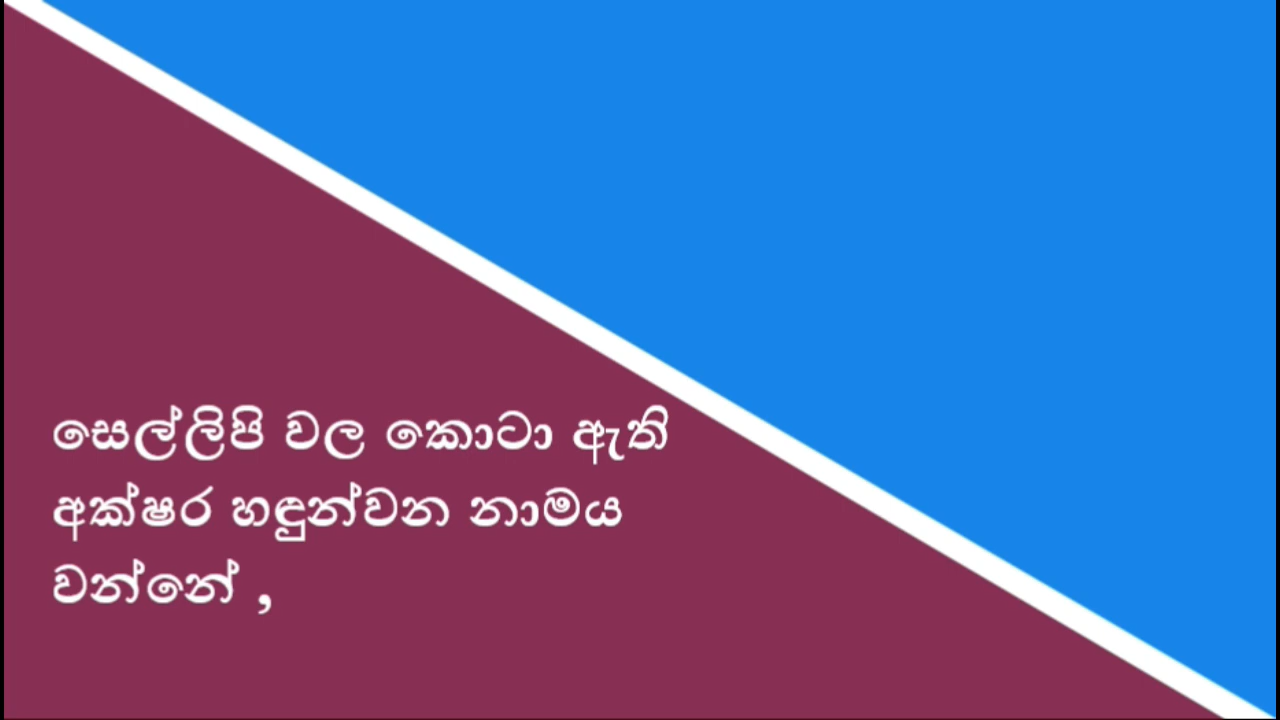 සෙල්ලිපි වල කොටා ඇති
අක්ෂර හඳුන්වන නාමය
වන්නේ ,